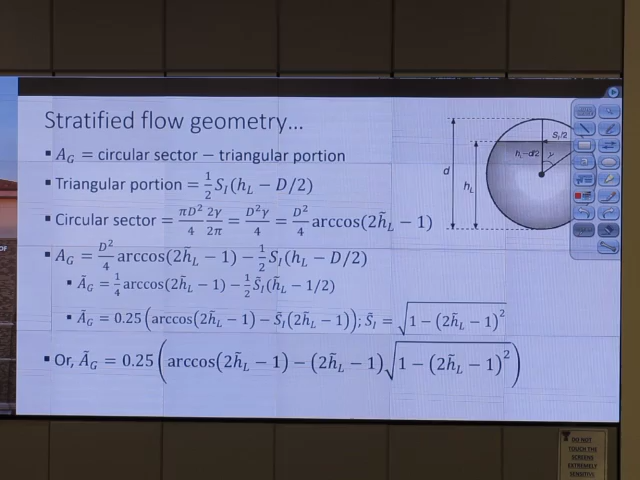 Stratified flow geometry...
▪ A_G = circular sector − triangular portion
▪ Triangular portion = 1/2 S_I(h_L − D/2)
▪ Circular sector = πD²/4 2γ/2π = D²γ/4 = D²/4 arccos(2h̃_L − 1)
▪ A_G = D²/4 arccos(2h̃_L − 1) − 1/2 S_I(h_L − D/2)
▪ Ã_G = 1/4 arccos(2h̃_L − 1) − 1/2 S̃_I(h̃_L − 1/2)
▪ Ã_G = 0.25(arccos(2h̃_L − 1) − S̃_I(2h̃_L − 1)); S̃_I = √(1 − (2h̃_L − 1)²)
▪ Or, Ã_G = 0.25(arccos(2h̃_L − 1) − (2h̃_L − 1)√(1 − (2h̃_L − 1)²))
S_I/2
h_L−d/2
γ
d
h_L
DO NOT
TOUCH THE
SCREENS
EXTREMELY
SENSITIVE